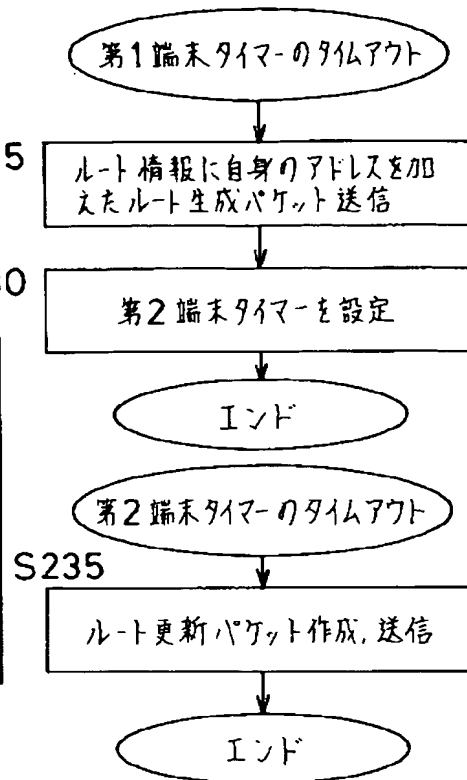 第1端末タイマーのタイムアウト
5
ルート情報に自身のアドレスを加
えたルート生成パケット送信
0
第2端末タイマーを設定
エンド
第2端末タイマーのタイムアウト
S235
ルート更新パケット作成,送信
エンド